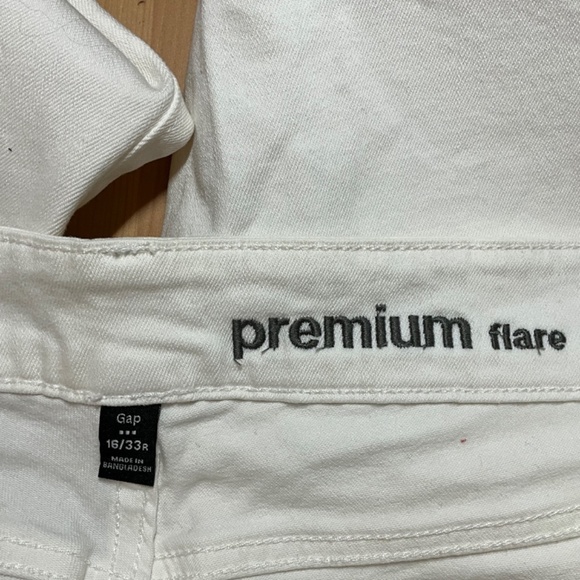 premium flare
Gap
16/33R
MADE IN
BANGLADESH